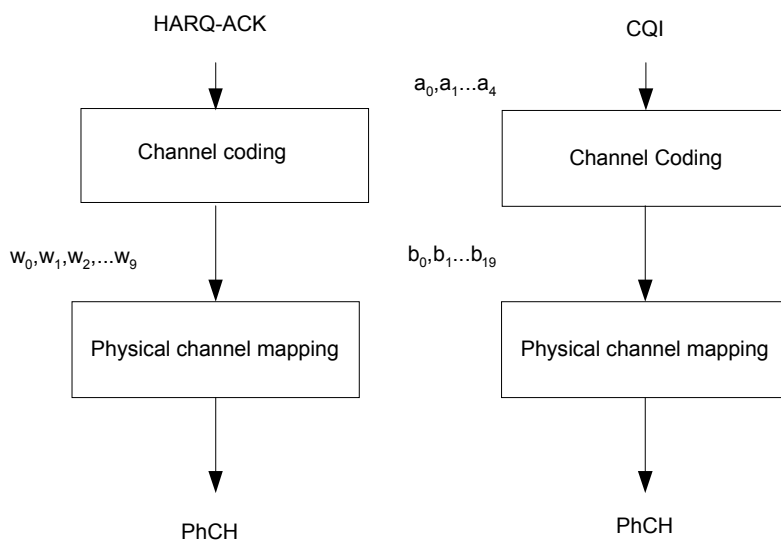 HARQ-ACK
Channel coding
w₀,w₁,w₂,...w₉
Physical channel mapping
PhCH
CQI
a₀,a₁...a₄
Channel Coding
b₀,b₁...b₁₉
Physical channel mapping
PhCH